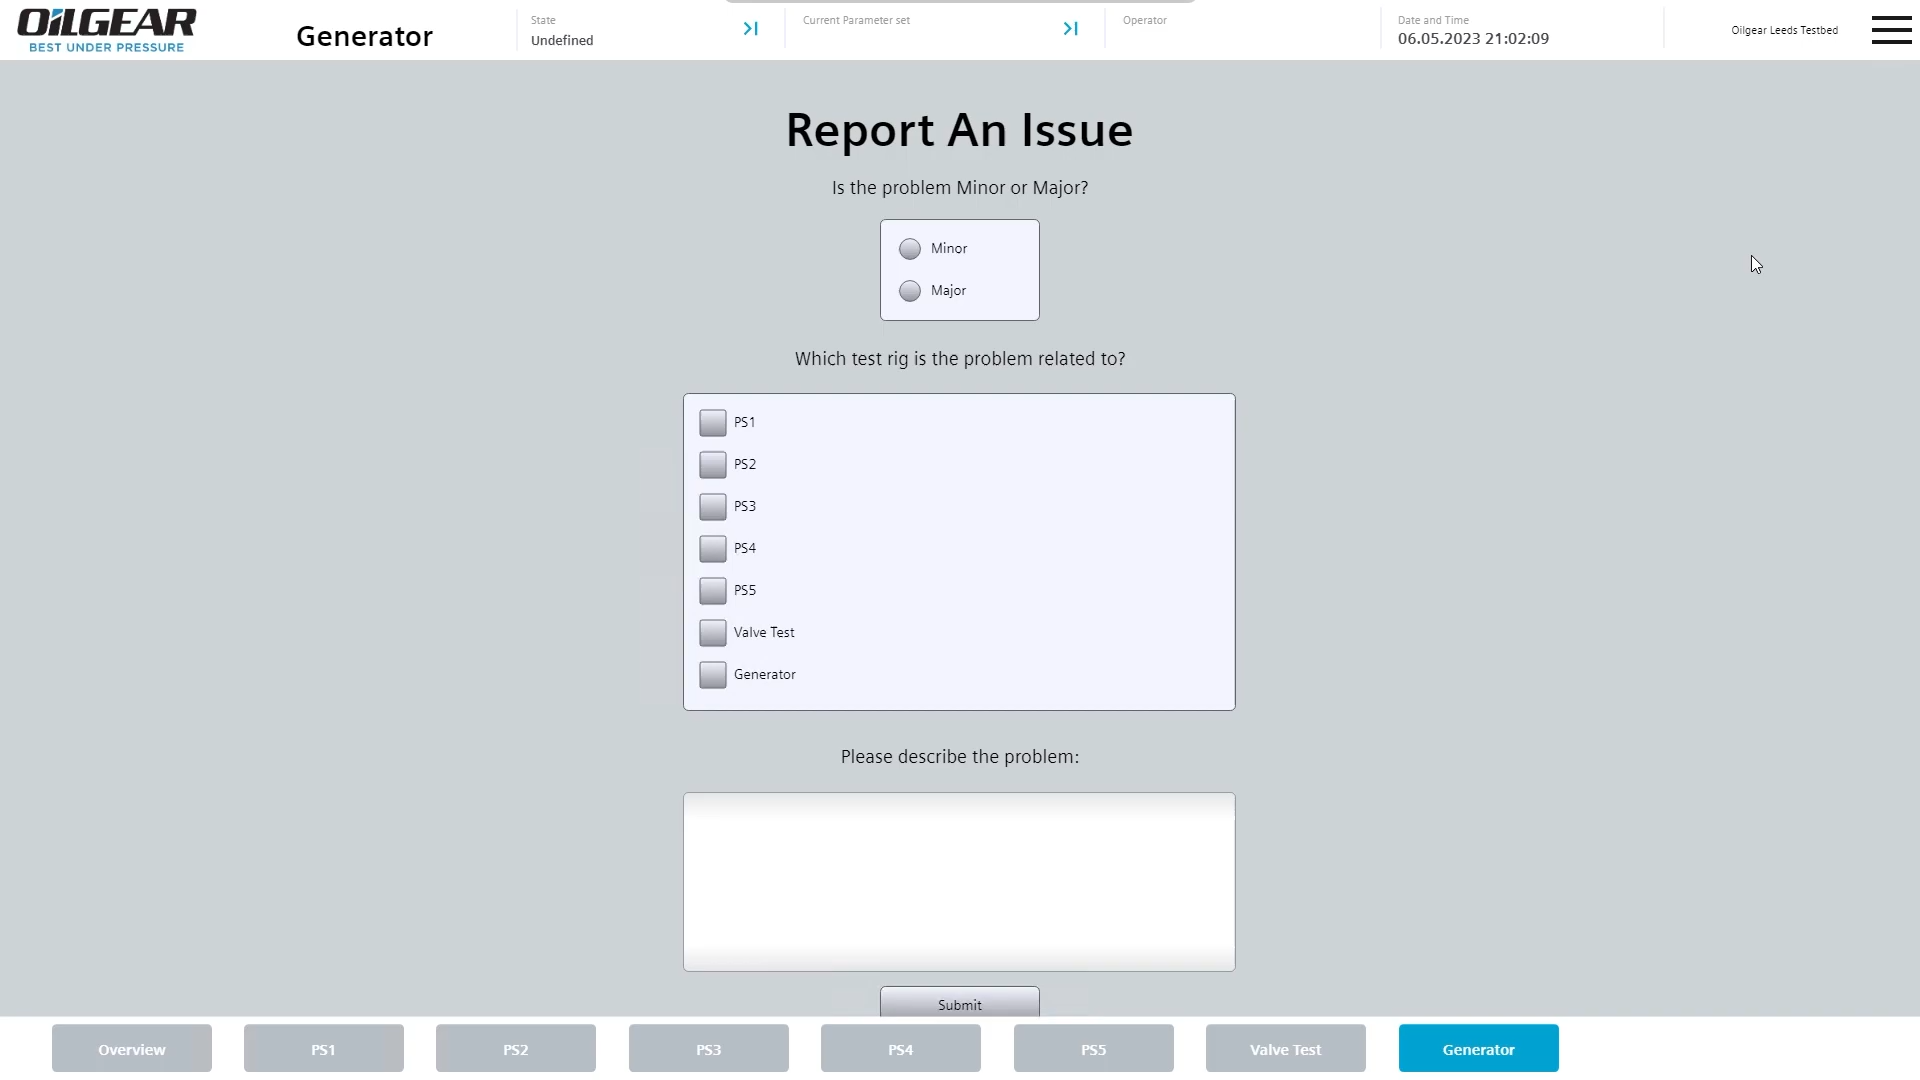 OILGEAR
BEST UNDER PRESSURE
Generator
State
Undefined
Current Parameter set
Operator
Date and Time
06.05.2023 21:02:09
Oilgear Leeds Testbed
Report An Issue
Is the problem Minor or Major?
Minor
Major
Which test rig is the problem related to?
PS1
PS2
PS3
PS4
PS5
Valve Test
Generator
Please describe the problem:
Submit
Overview
PS1
PS2
PS3
PS4
PS5
Valve Test
Generator